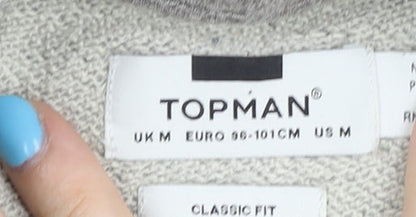 TOPMAN®
UK M EURO 96-101CM US M
CLASSIC FIT